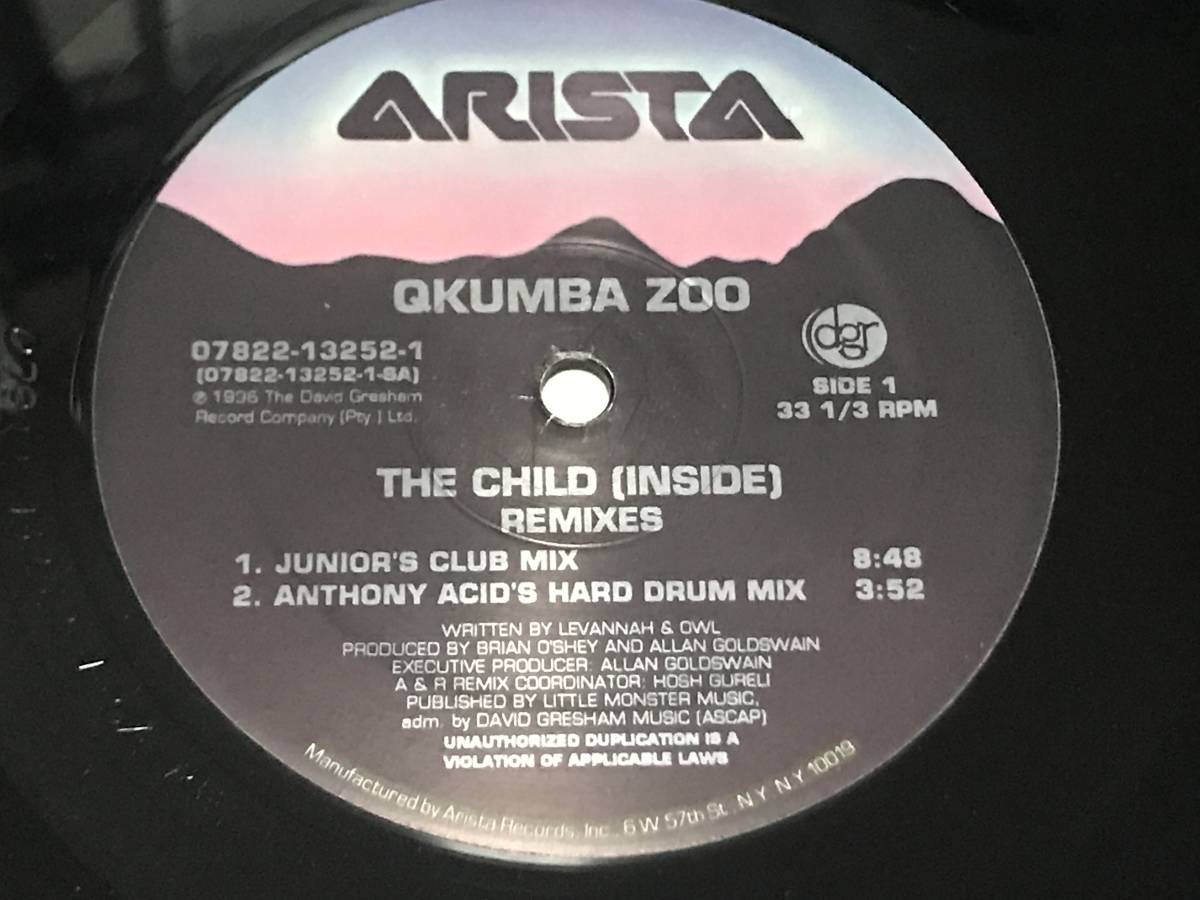 ARISTA
QKUMBA ZOO
07822-13252-1
(07822-13252-1-SA)
℗ 1996 The David Gresham
Record Company (Pty.) Ltd.
dgr
SIDE 1
33 1/3 RPM
THE CHILD (INSIDE)
REMIXES
1. JUNIOR'S CLUB MIX 8:48
2. ANTHONY ACID'S HARD DRUM MIX 3:52
WRITTEN BY LEVANNAH & OWL
PRODUCED BY BRIAN O'SHEY AND ALLAN GOLDSWAIN
EXECUTIVE PRODUCER: ALLAN GOLDSWAIN
A & R REMIX COORDINATOR: HOSH GURELI
PUBLISHED BY LITTLE MONSTER MUSIC,
adm. by DAVID GRESHAM MUSIC (ASCAP)
UNAUTHORIZED DUPLICATION IS A
VIOLATION OF APPLICABLE LAWS
Manufactured by Arista Records, Inc., 6 W. 57th St., N.Y. N.Y. 10019